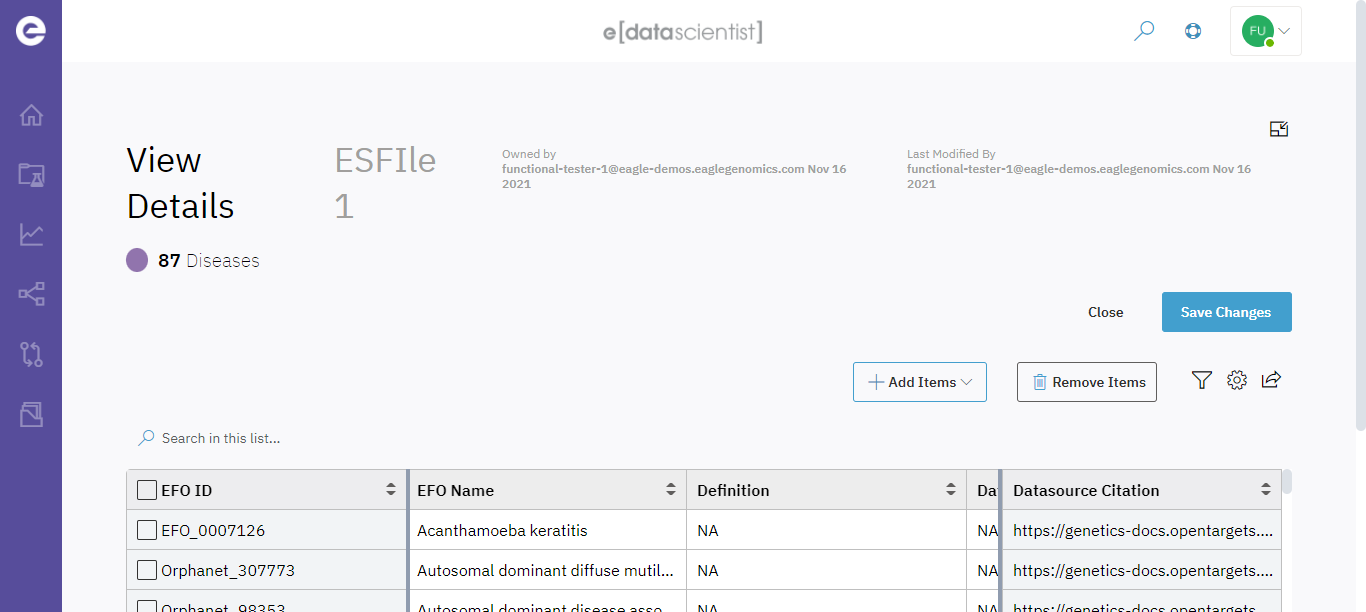 e[datascientist]
FU
View
Details
ESFIle
1
Owned by
functional-tester-1@eagle-demos.eaglegenomics.com Nov 16
2021
Last Modified By
functional-tester-1@eagle-demos.eaglegenomics.com Nov 16
2021
87 Diseases
Close
Save Changes
Add Items
Remove Items
Search in this list...
EFO ID EFO Name Definition Da Datasource Citation
EFO_0007126 Acanthamoeba keratitis NA NA https://genetics-docs.opentargets....
Orphanet_307773 Autosomal dominant diffuse mutil... NA NA https://genetics-docs.opentargets....
Orphanet_98353 Autosomal dominant disease asso... NA NA https://genetics-docs.opentargets....